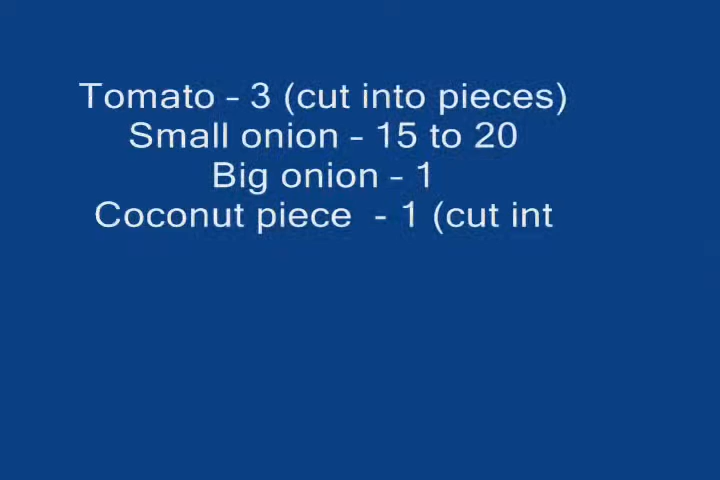 Tomato – 3 (cut into pieces)
Small onion – 15 to 20
Big onion – 1
Coconut piece  - 1 (cut int